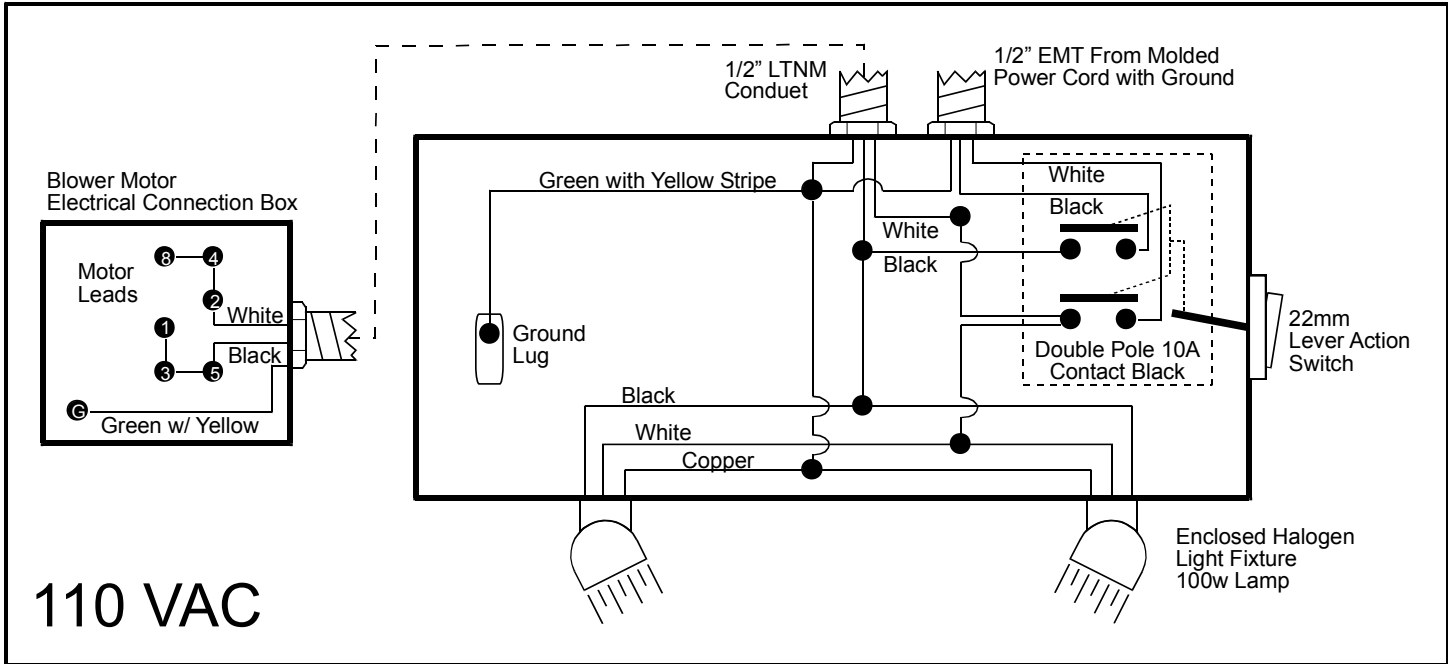 1/2” LTNM
Conduet
1/2” EMT From Molded
Power Cord with Ground
Blower Motor
Electrical Connection Box
8
4
Motor
Leads
2
White
1
Black
3
5
G
Green w/ Yellow
Green with Yellow Stripe
White
Black
White
Black
Ground
Lug
Double Pole 10A
Contact Black
22mm
Lever Action
Switch
Black
White
Copper
Enclosed Halogen
Light Fixture
100w Lamp
110 VAC